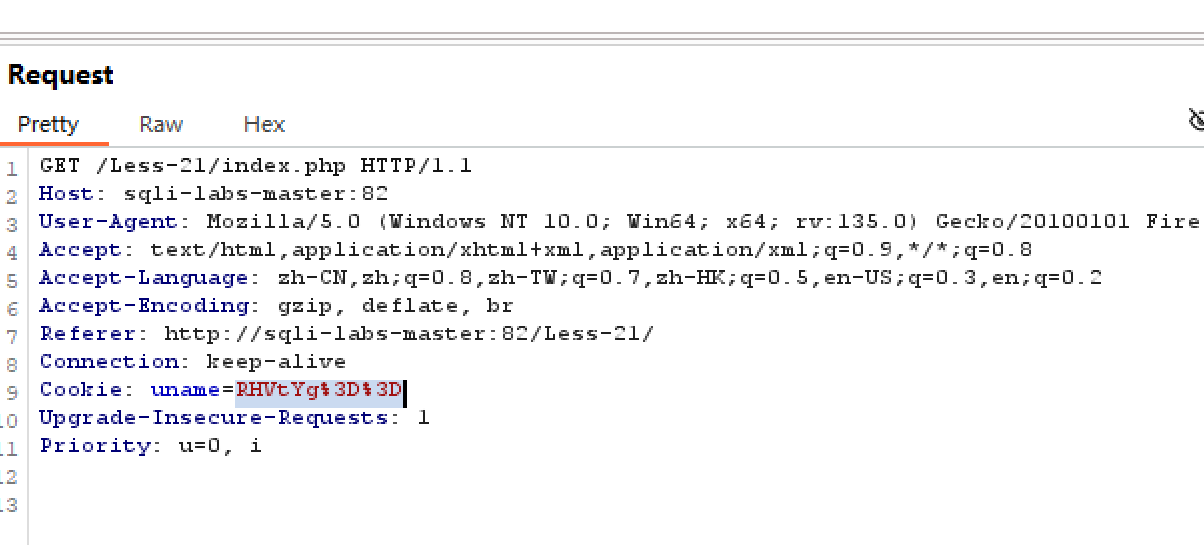 Request
Pretty Raw Hex
1 GET /Less-21/index.php HTTP/1.1
2 Host: sqli-labs-master:82
3 User-Agent: Mozilla/5.0 (Windows NT 10.0; Win64; x64; rv:135.0) Gecko/20100101 Fire
4 Accept: text/html,application/xhtml+xml,application/xml;q=0.9,*/*;q=0.8
5 Accept-Language: zh-CN,zh;q=0.8,zh-TW;q=0.7,zh-HK;q=0.5,en-US;q=0.3,en;q=0.2
6 Accept-Encoding: gzip, deflate, br
7 Referer: http://sqli-labs-master:82/Less-21/
8 Connection: keep-alive
9 Cookie: uname=RHVtYg%3D%3D
10 Upgrade-Insecure-Requests: 1
11 Priority: u=0, i
12
13